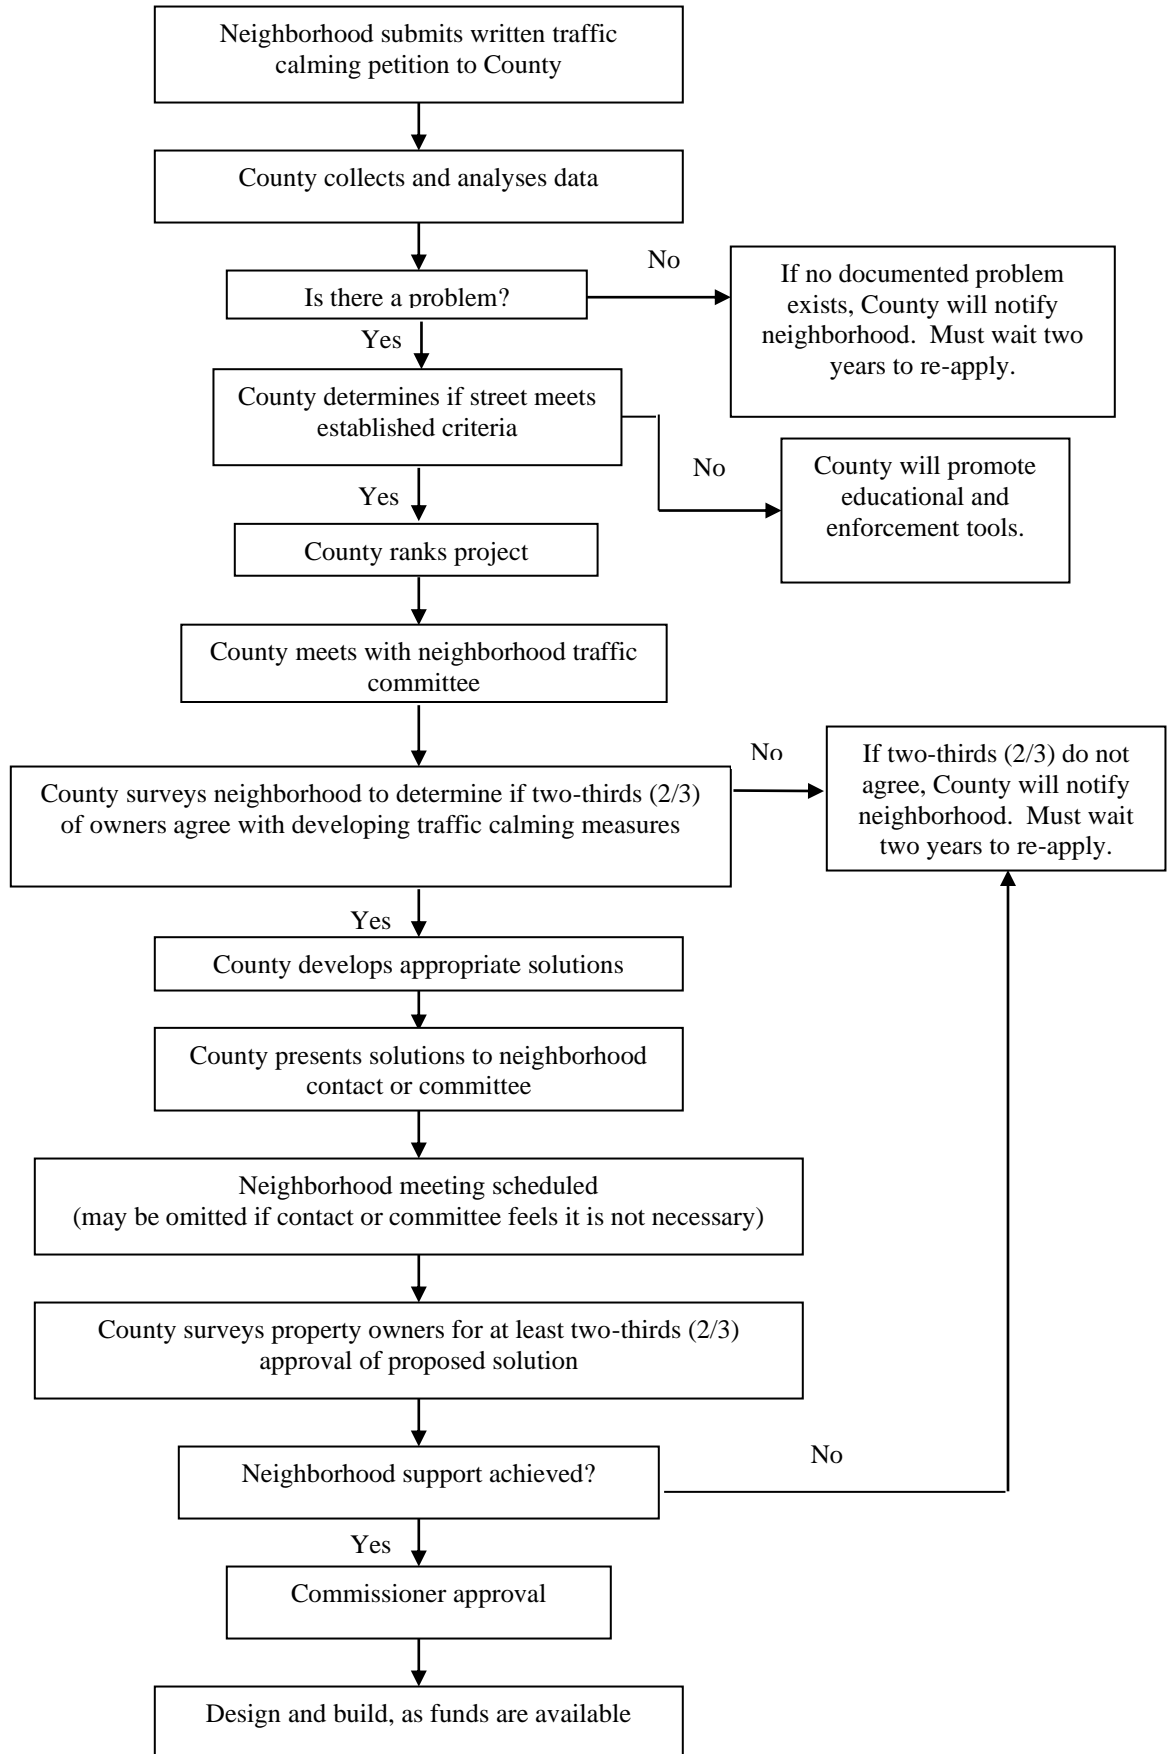 Neighborhood submits written traffic
calming petition to County
County collects and analyses data
No
Is there a problem?
If no documented problem
exists, County will notify
neighborhood.  Must wait two
years to re-apply.
Yes
County determines if street meets
established criteria
No
County will promote
educational and
enforcement tools.
Yes
County ranks project
County meets with neighborhood traffic
committee
No
If two-thirds (2/3) do not
agree, County will notify
neighborhood.  Must wait
two years to re-apply.
County surveys neighborhood to determine if two-thirds (2/3)
of owners agree with developing traffic calming measures
Yes
County develops appropriate solutions
County presents solutions to neighborhood
contact or committee
Neighborhood meeting scheduled
(may be omitted if contact or committee feels it is not necessary)
County surveys property owners for at least two-thirds (2/3)
approval of proposed solution
No
Neighborhood support achieved?
Yes
Commissioner approval
Design and build, as funds are available